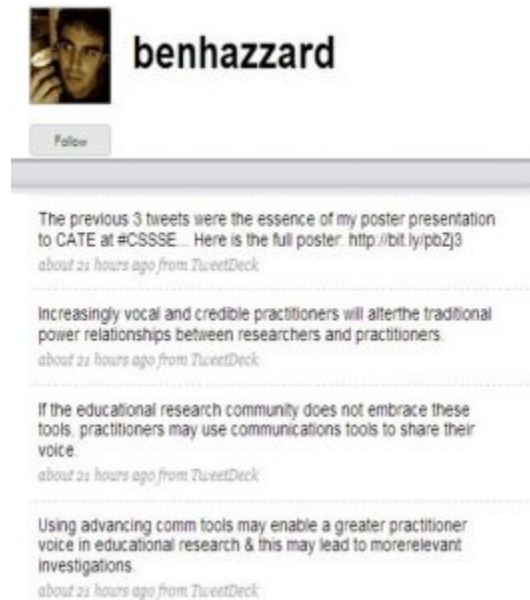 benhazzard
Follow
The previous 3 tweets were the essence of my poster presentation
to CATE at #CSSSE... Here is the full poster: http://bit.ly/pbZj3
about 21 hours ago from TweetDeck
Increasingly vocal and credible practitioners will alterthe traditional
power relationships between researchers and practitioners.
about 21 hours ago from TweetDeck
If the educational research community does not embrace these
tools, practitioners may use communications tools to share their
voice.
about 21 hours ago from TweetDeck
Using advancing comm tools may enable a greater practitioner
voice in educational research & this may lead to morerelevant
investigations.
about 21 hours ago from TweetDeck